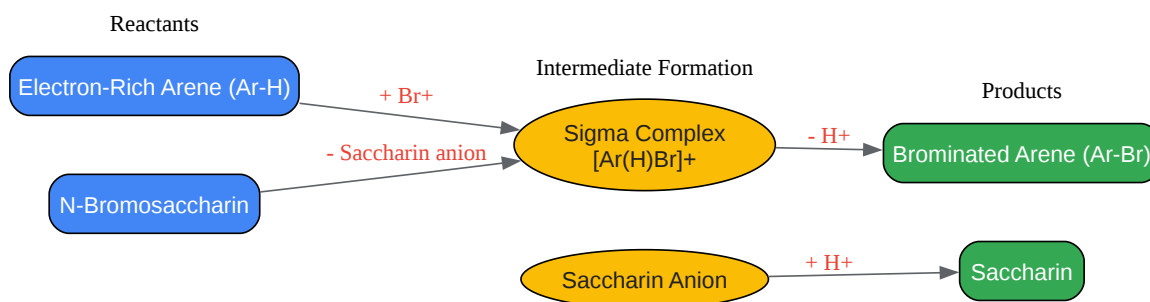 Reactants
Electron-Rich Arene (Ar-H)
+ Br+
- Saccharin anion
N-Bromosaccharin
Intermediate Formation
Sigma Complex
[Ar(H)Br]+
- H+
Saccharin Anion
+ H+
Products
Brominated Arene (Ar-Br)
Saccharin